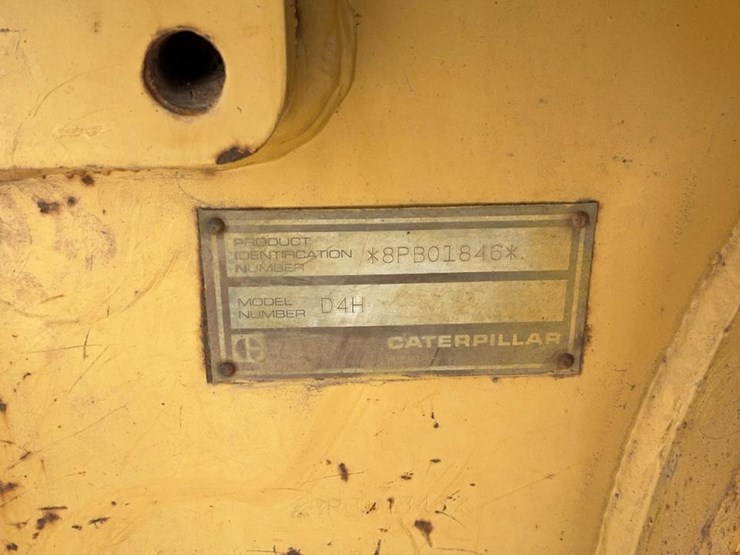 PRODUCT
IDENTIFICATION
NUMBER
*8PB01846*
MODEL
NUMBER
D4H
CATERPILLAR